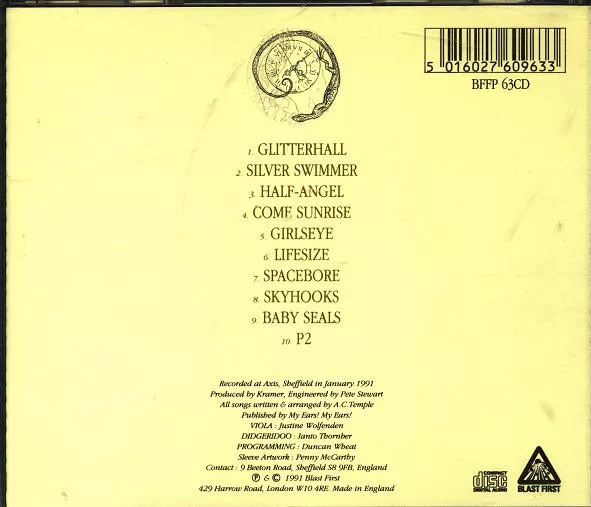 5 016027 609633
BFFP 63CD
1. GLITTERHALL
2. SILVER SWIMMER
3. HALF-ANGEL
4. COME SUNRISE
5. GIRLSEYE
6. LIFESIZE
7. SPACEBORE
8. SKYHOOKS
9. BABY SEALS
10. P2
Recorded at Axis, Sheffield in January 1991
Produced by Kramer, Engineered by Pete Stewart
All songs written & arranged by A.C.Temple
Published by My Ears! My Ears!
VIOLA : Justine Wolfenden
DIDGERIDOO : Ianto Thornber
PROGRAMMING : Duncan Wheat
Sleeve Artwork : Penny McCarthy
Contact : 9 Beeton Road, Sheffield S8 9FB, England
℗ & © 1991 Blast First
429 Harrow Road, London W10 4RE. Made in England
COMPACT
disc
DIGITAL AUDIO
BLAST FIRST